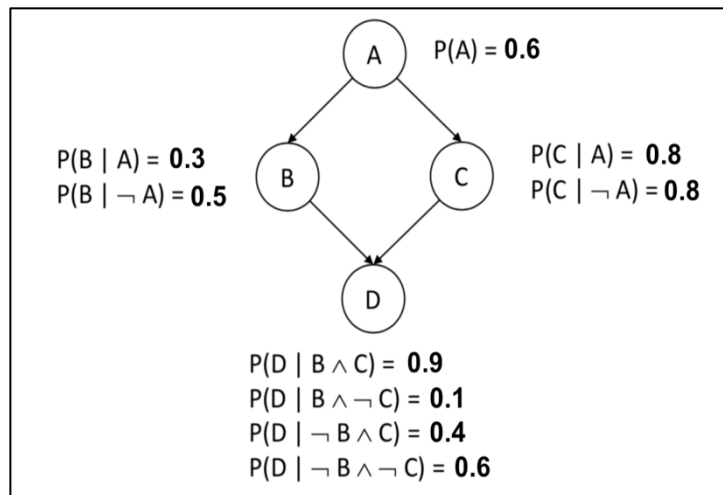 A
P(A) = 0.6
P(B | A) = 0.3
P(B | ¬ A) = 0.5
B
C
P(C | A) = 0.8
P(C | ¬ A) = 0.8
D
P(D | B ∧ C) = 0.9
P(D | B ∧ ¬ C) = 0.1
P(D | ¬ B ∧ C) = 0.4
P(D | ¬ B ∧ ¬ C) = 0.6